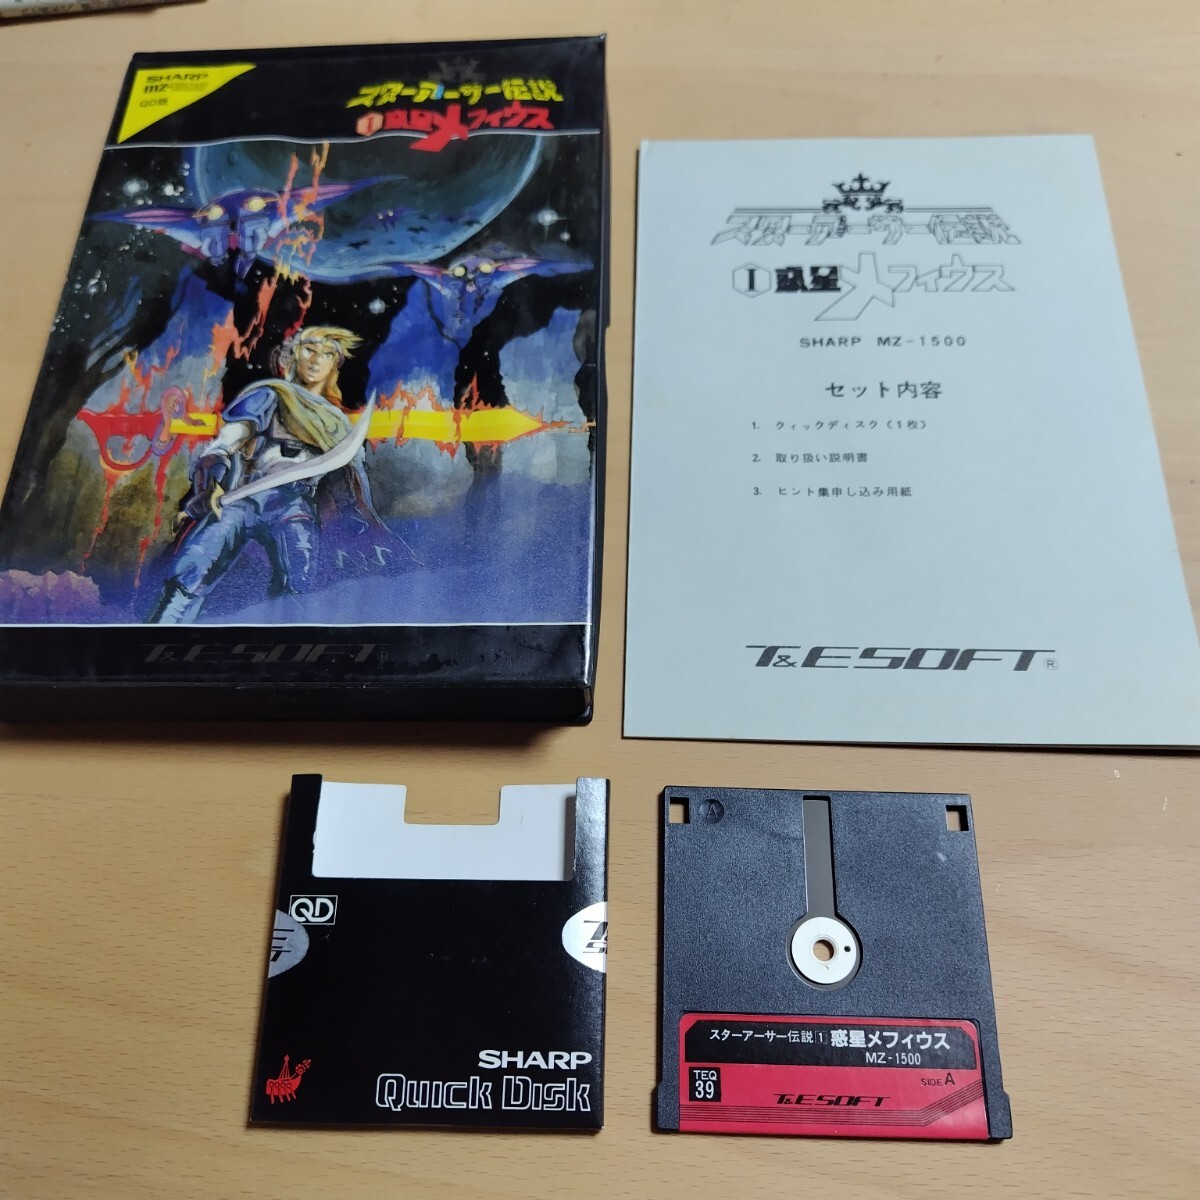 SHARP
QD版
スターアーサー伝説
I 惑星メフィウス
T&E SOFT
スターアーサー伝説
I 惑星メフィウス
SHARP MZ-1500
セット内容
1. クィックディスク(1枚)
2. 取り扱い説明書
3. ヒント集申し込み用紙
T&E SOFT®
QD
SHARP
Quick Disk
A
スターアーサー伝説 1 惑星メフィウス
MZ-1500
TEQ
39
SIDE A
T&E SOFT